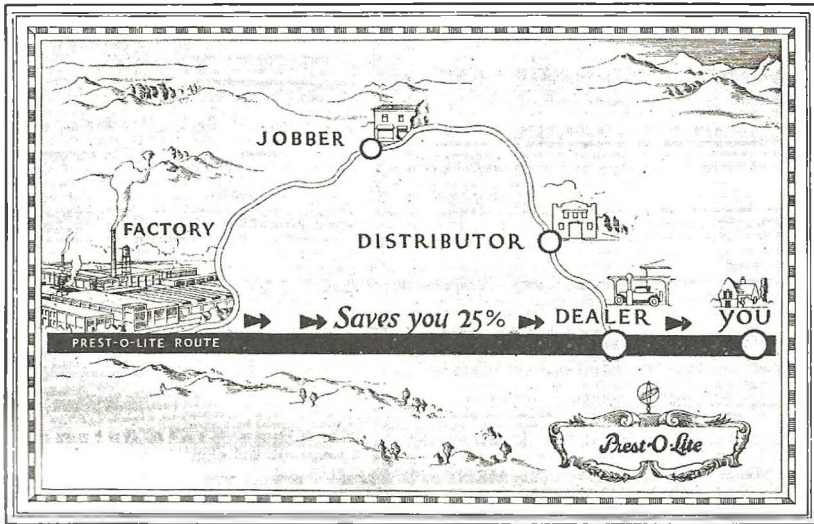 JOBBER
FACTORY
DISTRIBUTOR
Saves you 25% DEALER YOU
PREST-O-LITE ROUTE
Prest-O-Lite